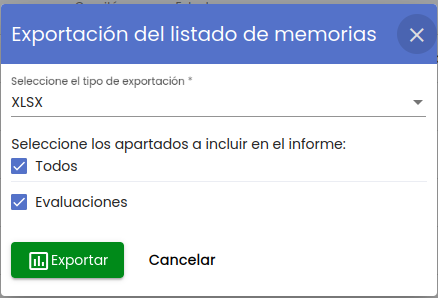 Exportación del listado de memorias
Seleccione el tipo de exportación *
XLSX
Seleccione los apartados a incluir en el informe:
Todos
Evaluaciones
Exportar Cancelar